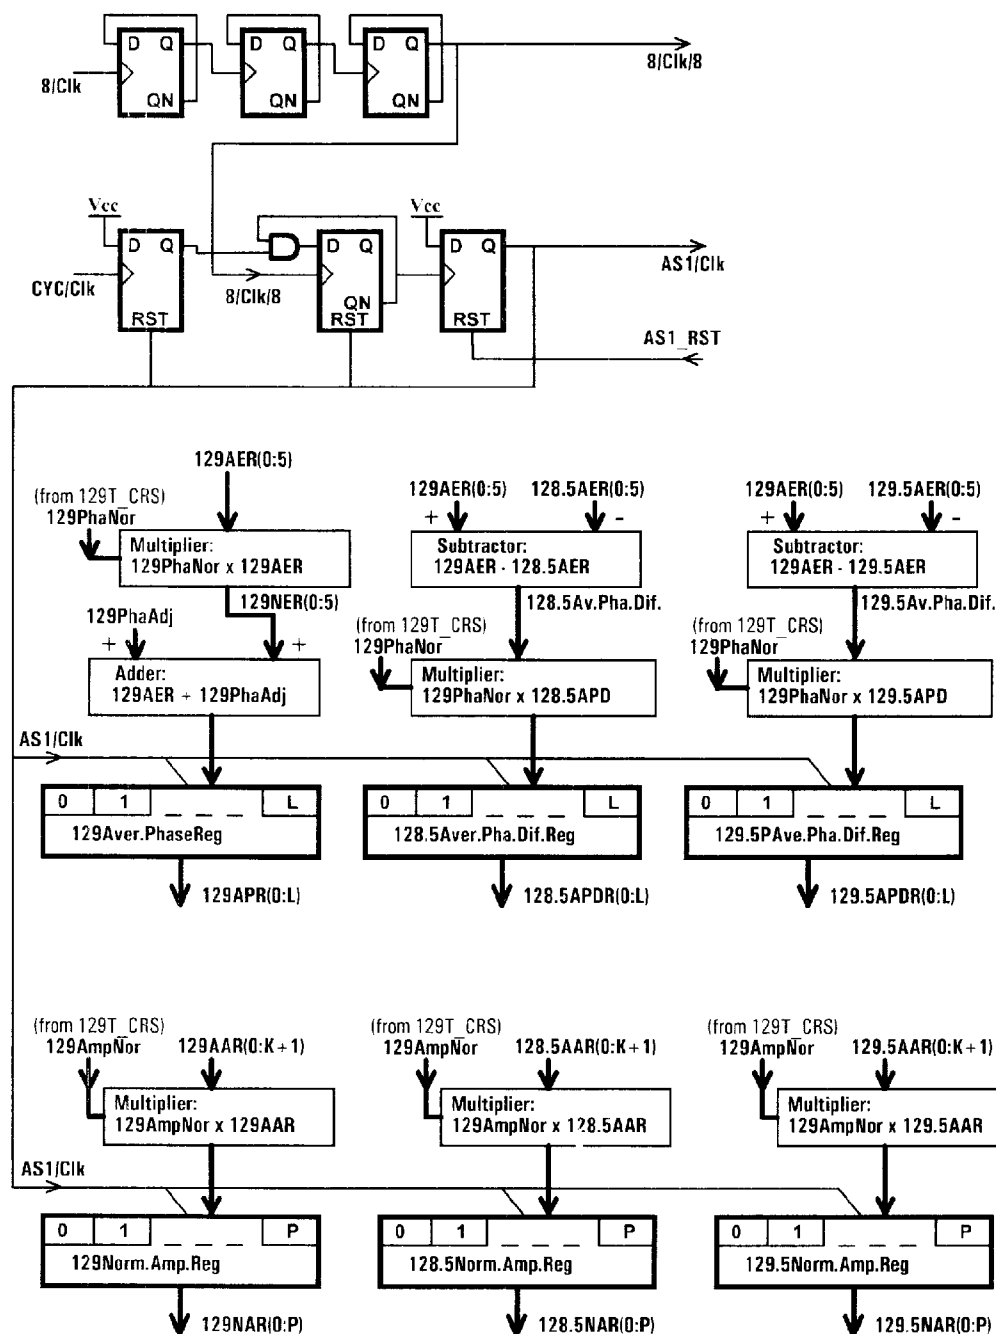 D Q D Q D Q
8/Clk/8
8/Clk
QN QN QN
Vcc Vcc
D Q D Q D Q
AS1/Clk
CYC/Clk
8/Clk/8
QN
RST RST RST
AS1_RST
129AER(0:5)
(from 129T_CRS)
129PhaNor
129AER(0:5) 128.5AER(0:5) 129AER(0:5) 129.5AER(0:5)
+ - + -
Multiplier:
129PhaNor x 129AER
Subtractor:
129AER - 128.5AER
Subtractor:
129AER - 129.5AER
129NER(0:5)
128.5Av.Pha.Dif.
129.5Av.Pha.Dif.
129PhaAdj
+ +
(from 129T_CRS)
129PhaNor
(from 129T_CRS)
129PhaNor
Adder:
129AER + 129PhaAdj
Multiplier:
129PhaNor x 128.5APD
Multiplier:
129PhaNor x 129.5APD
AS1/Clk
0 1 _ _ _ L
129Aver.PhaseReg
0 1 _ _ _ L
128.5Aver.Pha.Dif.Reg
0 1 _ _ _ L
129.5PAve.Pha.Dif.Reg
129APR(0:L)
128.5APDR(0:L)
129.5APDR(0:L)
(from 129T_CRS)
129AmpNor 129AAR(0:K+1)
(from 129T_CRS)
129AmpNor 128.5AAR(0:K+1)
(from 129T_CRS)
129AmpNor 129.5AAR(0:K+1)
Multiplier:
129AmpNor x 129AAR
Multiplier:
129AmpNor x 128.5AAR
Multiplier:
129AmpNor x 129.5AAR
AS1/Clk
0 1 _ _ _ P
129Norm.Amp.Reg
0 1 _ _ _ P
128.5Norm.Amp.Reg
0 1 _ _ _ P
129.5Norm.Amp.Reg
129NAR(0:P)
128.5NAR(0:P)
129.5NAR(0:P)